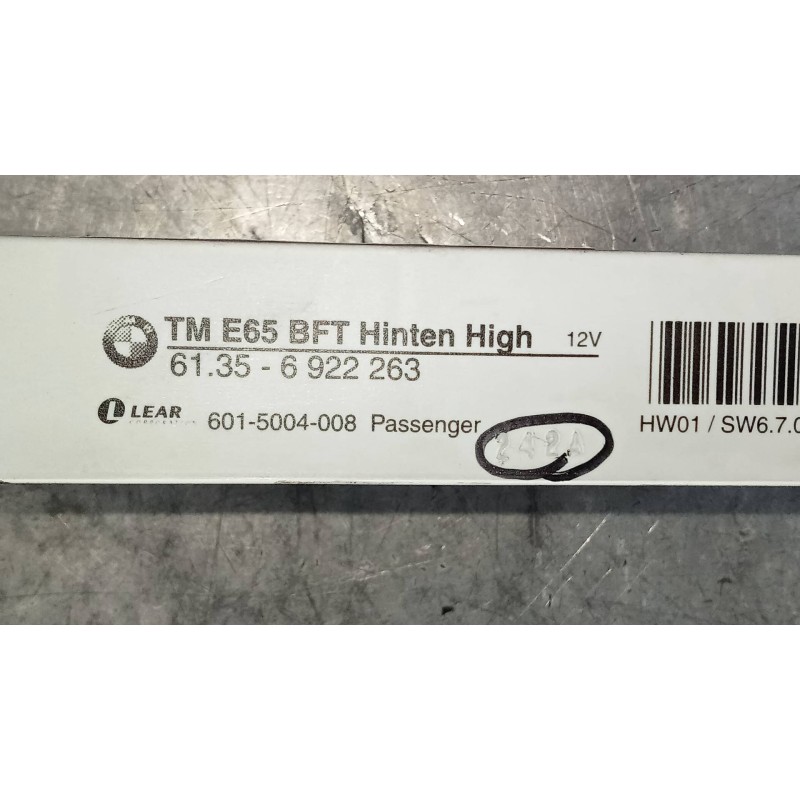 TM E65 BFT Hinten High 12V
61.35 - 6 922 263
LEAR
CORPORATION
601-5004-008 Passenger
HW01 / SW6.7.0